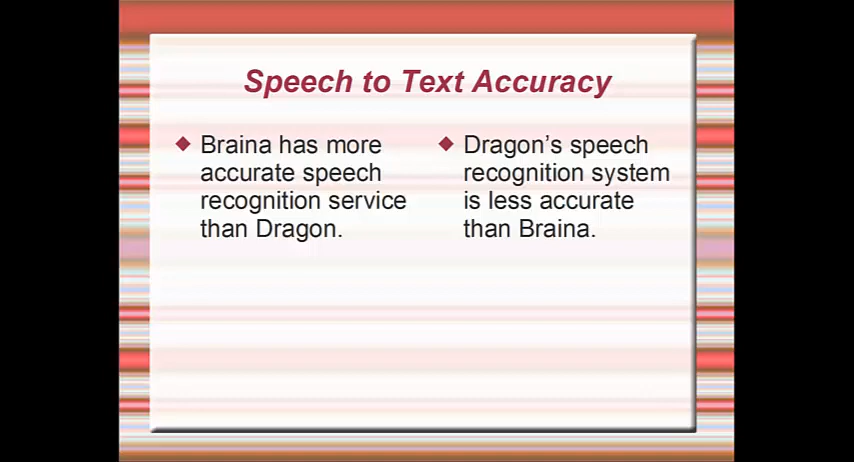 Speech to Text Accuracy
Braina has more
accurate speech
recognition service
than Dragon.
Dragon’s speech
recognition system
is less accurate
than Braina.